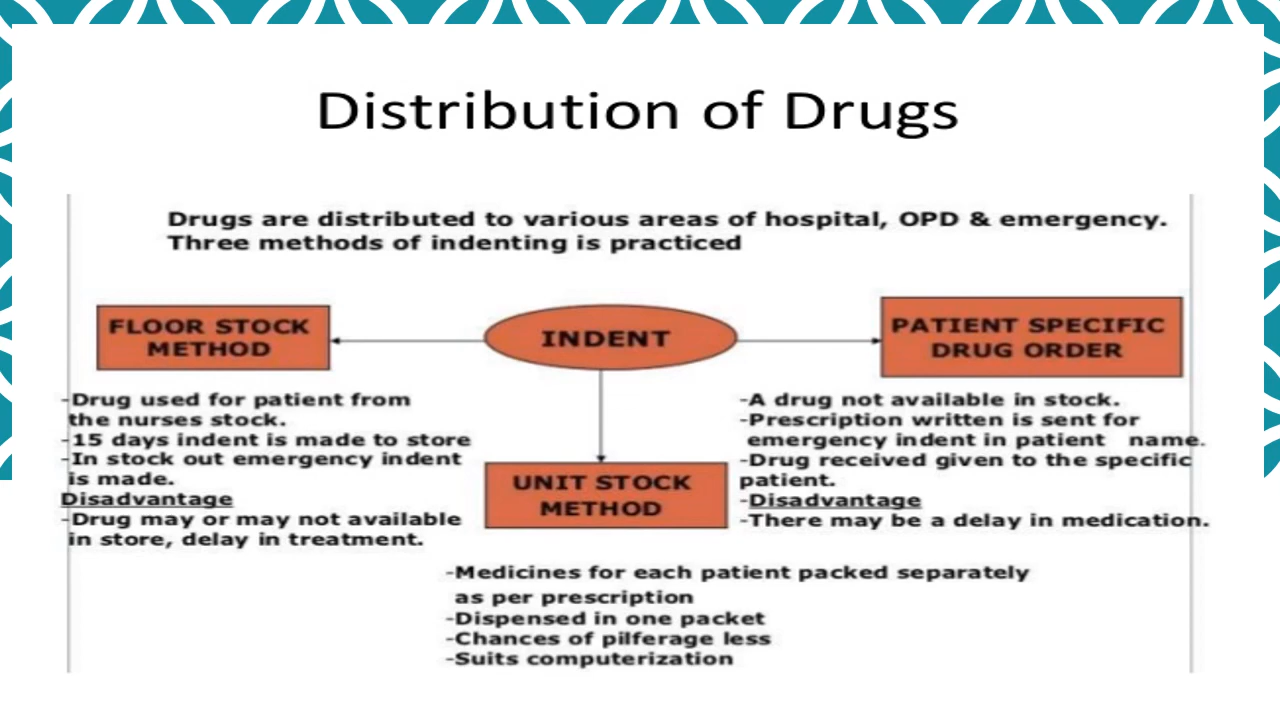 Distribution of Drugs
Drugs are distributed to various areas of hospital, OPD & emergency.
Three methods of indenting is practiced
FLOOR STOCK
METHOD
INDENT
PATIENT SPECIFIC
DRUG ORDER
-Drug used for patient from
the nurses stock.
-15 days indent is made to store
-In stock out emergency indent
is made.
Disadvantage
-Drug may or may not available
in store, delay in treatment.
UNIT STOCK
METHOD
-A drug not available in stock.
-Prescription written is sent for
emergency indent in patient name.
-Drug received given to the specific
patient.
-Disadvantage
-There may be a delay in medication.
-Medicines for each patient packed separately
as per prescription
-Dispensed in one packet
-Chances of pilferage less
-Suits computerization